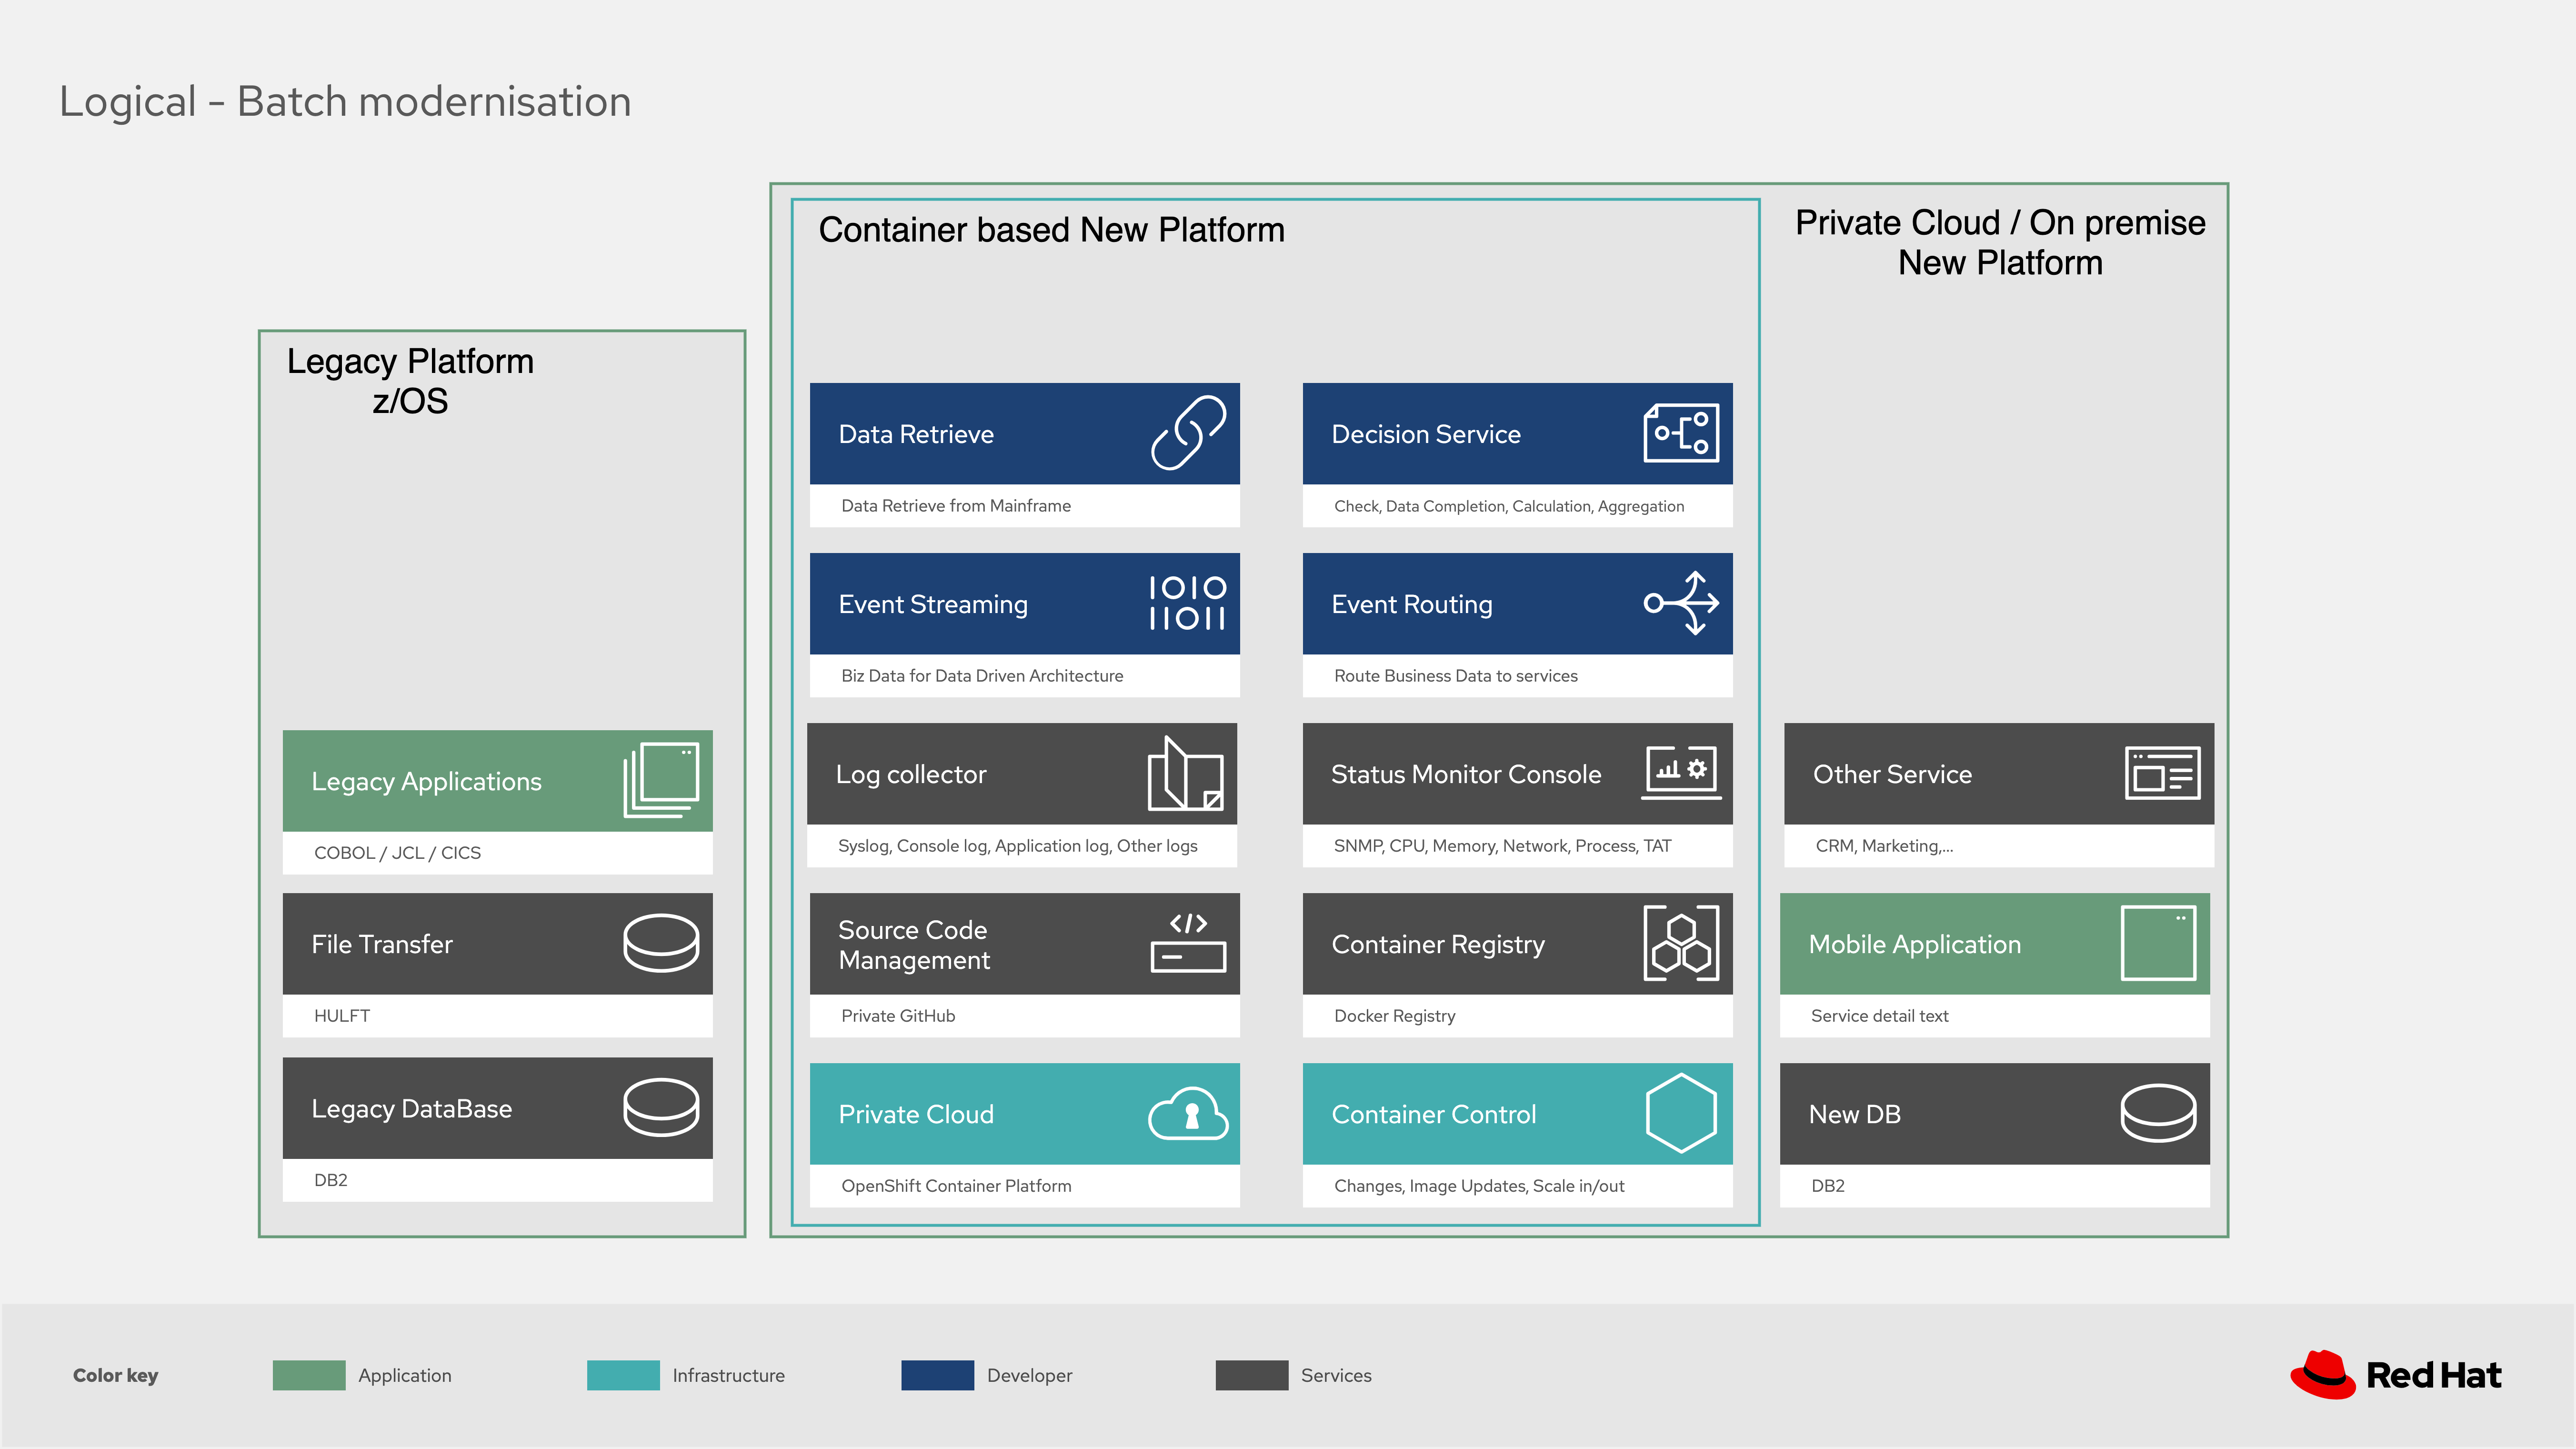 Logical - Batch modernisation
Legacy Platform
z/OS
Legacy Applications
COBOL / JCL / CICS
File Transfer
HULFT
Legacy DataBase
DB2
Container based New Platform
Data Retrieve
Data Retrieve from Mainframe
Decision Service
Check, Data Completion, Calculation, Aggregation
Event Streaming
1010
11011
Biz Data for Data Driven Architecture
Event Routing
Route Business Data to services
Log collector
Syslog, Console log, Application log, Other logs
Status Monitor Console
SNMP, CPU, Memory, Network, Process, TAT
Source Code
Management
</>
Private GitHub
Container Registry
Docker Registry
Private Cloud
OpenShift Container Platform
Container Control
Changes, Image Updates, Scale in/out
Private Cloud / On premise
New Platform
Other Service
CRM, Marketing,...
Mobile Application
Service detail text
New DB
DB2
Color key
Application
Infrastructure
Developer
Services
Red Hat